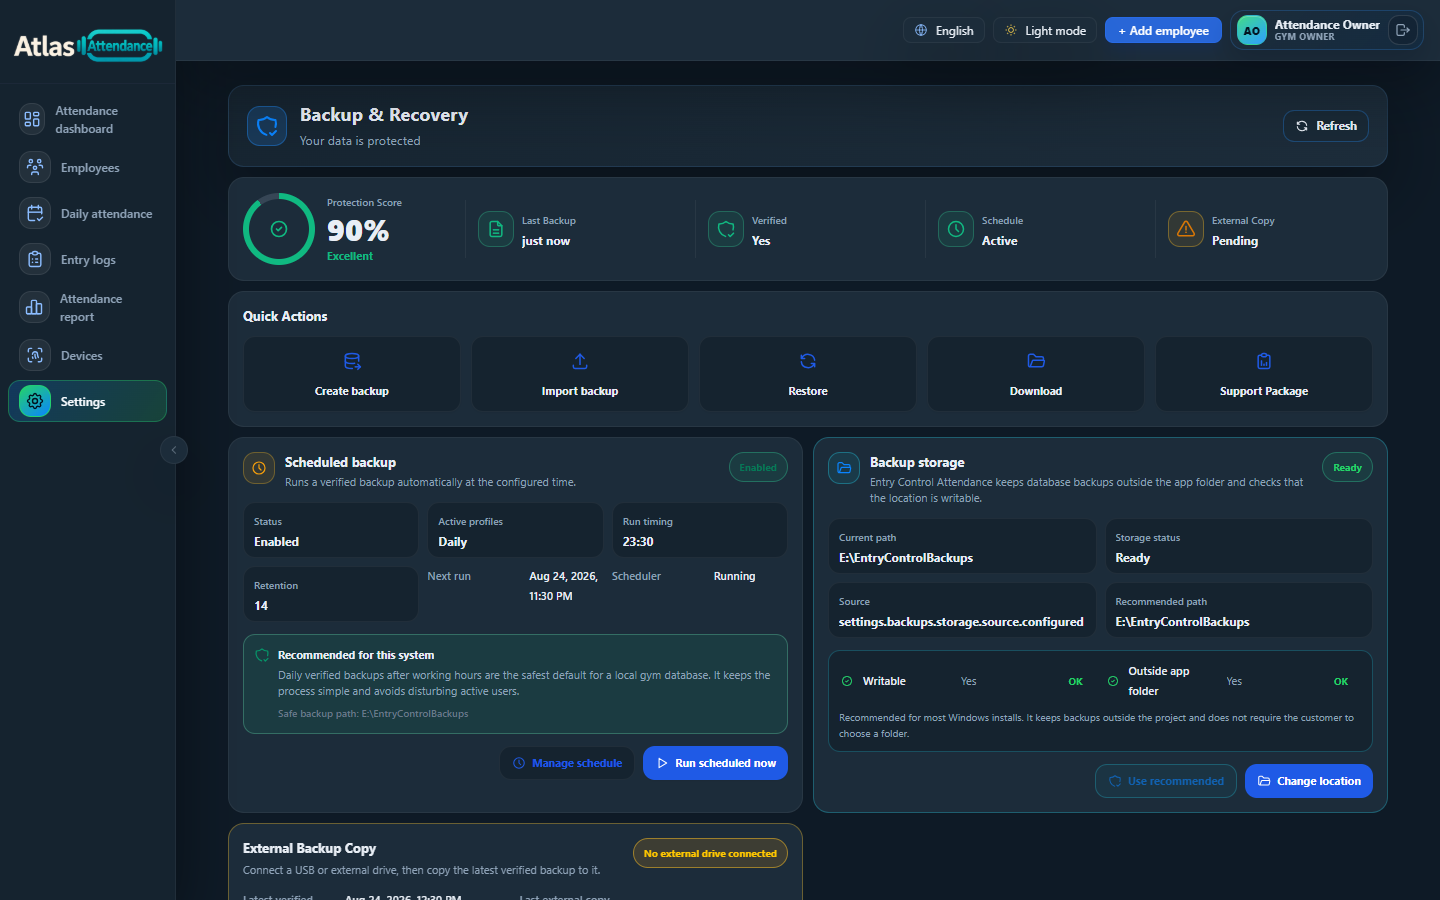 Atlas Attendance
English
Light mode
+ Add employee
AO
Attendance Owner
GYM OWNER
Attendance
dashboard
Employees
Daily attendance
Entry logs
Attendance
report
Devices
Settings
Backup & Recovery
Your data is protected
Refresh
Protection Score
90%
Excellent
Last Backup
just now
Verified
Yes
Schedule
Active
External Copy
Pending
Quick Actions
Create backup
Import backup
Restore
Download
Support Package
Scheduled backup
Runs a verified backup automatically at the configured time.
Enabled
Status
Enabled
Active profiles
Daily
Run timing
23:30
Retention
14
Next run
Aug 24, 2026,
11:30 PM
Scheduler
Running
Recommended for this system
Daily verified backups after working hours are the safest default for a local gym database. It keeps the
process simple and avoids disturbing active users.
Safe backup path: E:\EntryControlBackups
Manage schedule
Run scheduled now
Backup storage
Entry Control Attendance keeps database backups outside the app folder and checks that
the location is writable.
Ready
Current path
E:\EntryControlBackups
Storage status
Ready
Source
settings.backups.storage.source.configured
Recommended path
E:\EntryControlBackups
Writable
Yes
OK
Outside app
folder
Yes
OK
Recommended for most Windows installs. It keeps backups outside the project and does not require the customer to
choose a folder.
Use recommended
Change location
External Backup Copy
Connect a USB or external drive, then copy the latest verified backup to it.
No external drive connected
Latest verified
Aug 24, 2026, 12:30 PM
Last external copy